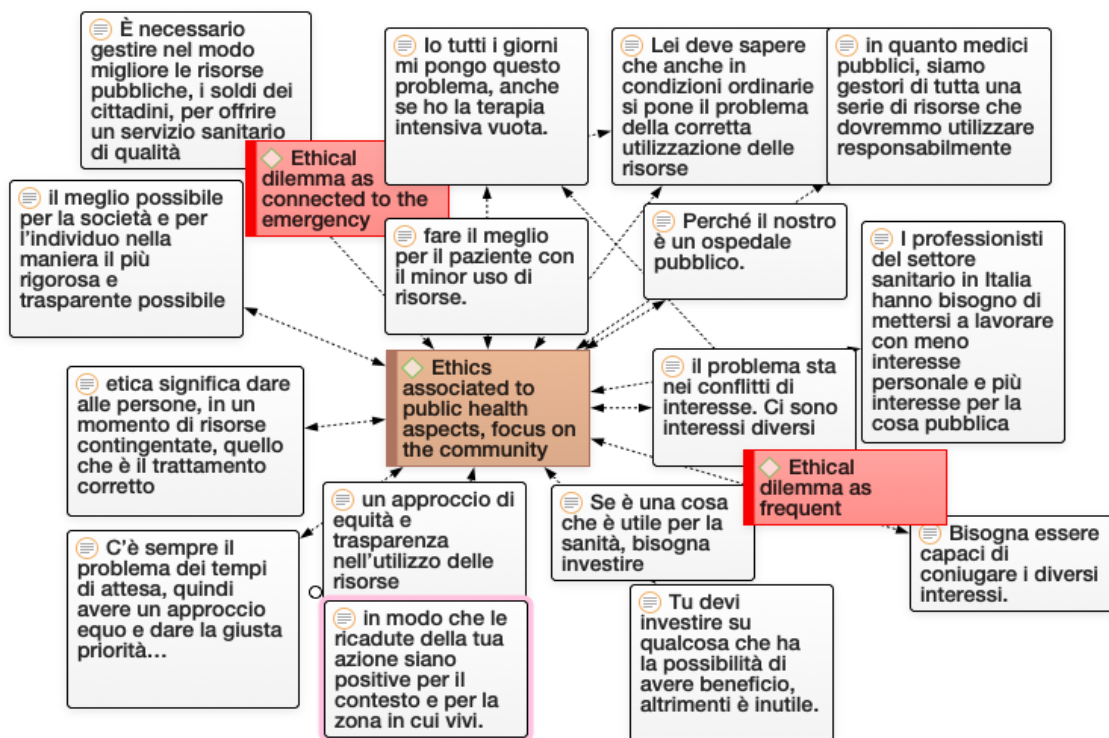 È necessario
gestire nel modo
migliore le risorse
pubbliche, i soldi dei
cittadini, per offrire
un servizio sanitario
di qualità
Io tutti i giorni
mi pongo questo
problema, anche
se ho la terapia
intensiva vuota.
Lei deve sapere
che anche in
condizioni ordinarie
si pone il problema
della corretta
utilizzazione delle
risorse
in quanto medici
pubblici, siamo
gestori di tutta una
serie di risorse che
dovremmo utilizzare
responsabilmente
Ethical
dilemma as
connected to the
emergency
il meglio possibile
per la società e per
l'individuo nella
maniera il più
rigorosa e
trasparente possibile
fare il meglio
per il paziente con
il minor uso di
risorse.
Perché il nostro
è un ospedale
pubblico.
I professionisti
del settore
sanitario in Italia
hanno bisogno di
mettersi a lavorare
con meno
interesse
personale e più
interesse per la
cosa pubblica
Ethics
associated to
public health
aspects, focus on
the community
il problema sta
nei conflitti di
interesse. Ci sono
interessi diversi
etica significa dare
alle persone, in un
momento di risorse
contingentate, quello
che è il trattamento
corretto
Ethical
dilemma as
frequent
un approccio di
equità e
trasparenza
nell'utilizzo delle
risorse
Se è una cosa
che è utile per la
sanità, bisogna
investire
Bisogna essere
capaci di
coniugare i diversi
interessi.
C'è sempre il
problema dei tempi
di attesa, quindi
avere un approccio
equo e dare la giusta
priorità…
in modo che le
ricadute della tua
azione siano
positive per il
contesto e per la
zona in cui vivi.
Tu devi
investire su
qualcosa che ha
la possibilità di
avere beneficio,
altrimenti è inutile.